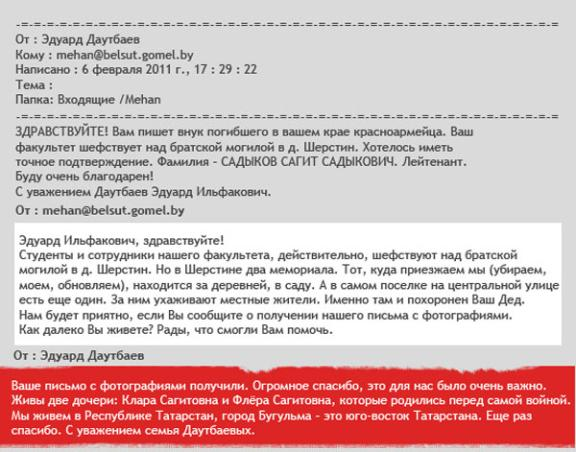 -=-=-=-=-=-=-=-=-=-=-=-=-=-=-=-=-=-=-=-=-=-=-=-=-=-=-=-=-=-=-=
От : Эдуард Даутбаев
Кому : mehan@belsut.gomel.by
Написано : 6 февраля 2011 г., 17 : 29 : 22
Тема :
Папка: Входящие /Mehan
-=-=-=-=-=-=-=-=-=-=-=-=-=-=-=-=-=-=-=-=-=-=-=-=-=-=-=-=-=-=-=
ЗДРАВСТВУЙТЕ! Вам пишет внук погибшего в вашем крае красноармейца. Ваш
факультет шефствует над братской могилой в д. Шерстин. Хотелось иметь
точное подтверждение. Фамилия - САДЫКОВ САГИТ САДЫКОВИЧ. Лейтенант.
Буду очень благодарен!
С уважением Даутбаев Эдуард Ильфакович.
От : mehan@belsut.gomel.by
Эдуард Ильфакович, здравствуйте!
Студенты и сотрудники нашего факультета, действительно, шефствуют над братской
могилой в д. Шерстин. Но в Шерстине два мемориала. Тот, куда приезжаем мы (убираем,
моем, обновляем), находится за деревней, в саду. А в самом поселке на центральной улице
есть еще один. За ним ухаживают местные жители. Именно там и похоронен Ваш Дед.
Нам будет приятно, если Вы сообщите о получении нашего письма с фотографиями.
Как далеко Вы живете? Рады, что смогли Вам помочь.
От : Эдуард Даутбаев
Ваше письмо с фотографиями получили. Огромное спасибо, это для нас было очень важно.
Живы две дочери: Клара Сагитовна и Флёра Сагитовна, которые родились перед самой войной.
Мы живем в Республике Татарстан, город Бугульма - это юго-восток Татарстана. Еще раз
спасибо. С уважением семья Даутбаевых.